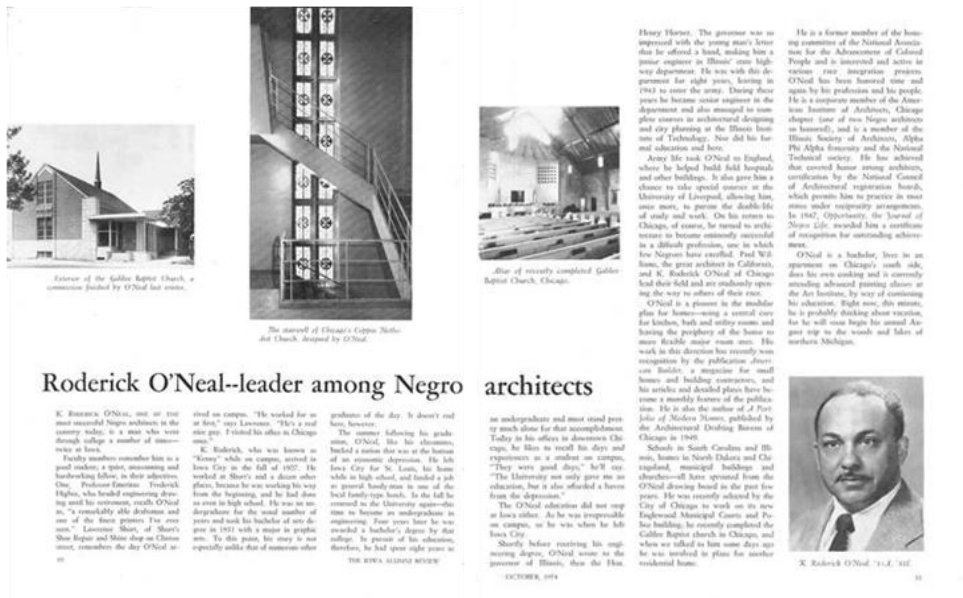 Exterior of the Galilee Baptist Church, a
commission finished by O'Neal last winter.
The stairwell of Chicago's Coppin Metho-
dist Church, designed by O'Neal.
Roderick O'Neal--leader among Negro architects
K. RODERICK O'NEAL, ONE OF THE
most successful Negro architects in the
country today, is a man who went
through college a number of times—
twice at Iowa.
Faculty members remember him as a
good student; a quiet, unassuming and
hardworking fellow, in their adjectives.
One, Professor-Emeritus Frederick
Higbee, who headed engineering draw-
ing until his retirement, recalls O'Neal
as, "a remarkably able draftsman and
one of the finest printers I've ever
seen." Lawrence Short, of Short's
Shoe Repair and Shine shop on Clinton
street, remembers the day O'Neal ar-
rived on campus. "He worked for us
at first," says Lawrence. "He's a real
nice guy. I visited his office in Chicago
once."
K. Roderick, who was known as
"Kenny" while on campus, arrived in
Iowa City in the fall of 1927. He
worked at Short's and a dozen other
places, because he was working his way
from the beginning, and he had done
so even in high school. He was an un-
dergraduate for the usual number of
years and took his bachelor of arts de-
gree in 1931 with a major in graphic
arts. To this point, his story is not
especially unlike that of numerous other
graduates of the day. It doesn't end
here, however.
The summer following his gradu-
ation, O'Neal, like his classmates,
bucked a nation that was at the bottom
of an economic depression. He left
Iowa City for St. Louis, his home
while in high school, and landed a job
as general handy-man to one of the
local family-type hotels. In the fall he
returned to the University again—this
time to become an undergraduate in
engineering. Four years later he was
awarded a bachelor's degree by that
college. In pursuit of his education,
therefore, he had spent eight years as
THE IOWA ALUMNI REVIEW
Altar of recently completed Galilee
Baptist Church, Chicago.
an undergraduate and must stand pret-
ty much alone for that accomplishment.
Today in his offices in downtown Chi-
cago, he likes to recall his days and
experiences as a student on campus,
"They were good days," he'll say.
"The University not only gave me an
education, but it also afforded a haven
from the depression."
The O'Neal education did not stop
at Iowa either. As he was irrepressible
on campus, so he was when he left
Iowa City.
Shortly before receiving his engi-
neering degree, O'Neal wrote to the
governor of Illinois, then the Hon.
OCTOBER, 1954
Henry Horner. The governor was so
impressed with the young man's letter
that he offered a hand, making him a
junior engineer in Illinois' state high-
way department. He was with this de-
partment for eight years, leaving in
1943 to enter the army. During these
years he became senior engineer in the
department and also managed to com-
plete courses in architectural designing
and city planning at the Illinois Insti-
tute of Technology. Nor did his for-
mal education end here.
Army life took O'Neal to England,
where he helped build field hospitals
and other buildings. It also gave him a
chance to take special courses at the
University of Liverpool, allowing him,
once more, to pursue the double-life
of study and work. On his return to
Chicago, of course, he turned to archi-
tecture to become eminently successful
in a difficult profession, one in which
few Negroes have excelled. Paul Wil-
liams, the great architect in California,
and K. Roderick O'Neal of Chicago
lead their field and are studiously open-
ing the way to others of their race.
O'Neal is a pioneer in the modular
plan for homes—using a central core
for kitchen, bath and utility rooms and
leaving the periphery of the home to
more flexible major room uses. His
work in this direction has recently won
recognition by the publication Ameri-
can Builder, a magazine for small
homes and building contractors, and
his articles and detailed plans have be-
come a monthly feature of the publica-
tion. He is also the author of A Port-
folio of Modern Homes, published by
the Architectural Drafting Bureau of
Chicago in 1949.
Schools in South Carolina and Illi-
nois, homes in North Dakota and Chi-
cagoland, municipal buildings and
churches—all have sprouted from the
O'Neal drawing board in the past few
years. He was recently selected by the
City of Chicago to work on its new
Englewood Municipal Courts and Po-
lice building; he recently completed the
Galilee Baptist church in Chicago, and
when we talked to him some days ago
he was involved in plans for another
residential home.
He is a former member of the hous-
ing committee of the National Associa-
tion for the Advancement of Colored
People and is interested and active in
various race integration projects.
O'Neal has been honored time and
again by his profession and his people.
He is a corporate member of the Amer-
ican Institute of Architects, Chicago
chapter (one of two Negro architects
so honored), and is a member of the
Illinois Society of Architects, Alpha
Phi Alpha fraternity and the National
Technical society. He has achieved
that coveted honor among architects,
certification by the National Council
of Architectural registration boards,
which permits him to practice in most
states under reciprocity arrangements.
In 1947, Opportunity, the Journal of
Negro Life, awarded him a certificate
of recognition for outstanding achieve-
ment.
O'Neal is a bachelor, lives in an
apartment on Chicago's south side,
does his own cooking and is currently
attending advanced painting classes at
the Art Institute, by way of continuing
his education. Right now, this minute,
he is probably thinking about vacation,
for he will soon begin his annual Au-
gust trip to the woods and lakes of
northern Michigan.
K. Roderick O'Neal, '31,